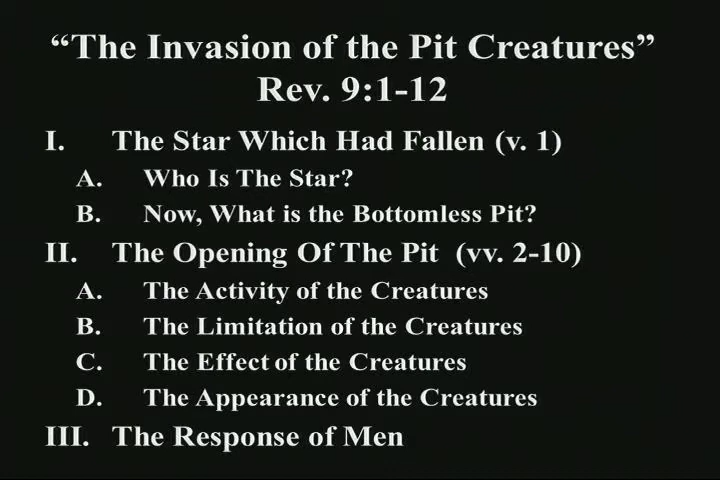 “The Invasion of the Pit Creatures”
Rev. 9:1-12
I. The Star Which Had Fallen (v. 1)
A. Who Is The Star?
B. Now, What is the Bottomless Pit?
II. The Opening Of The Pit (vv. 2-10)
A. The Activity of the Creatures
B. The Limitation of the Creatures
C. The Effect of the Creatures
D. The Appearance of the Creatures
III. The Response of Men